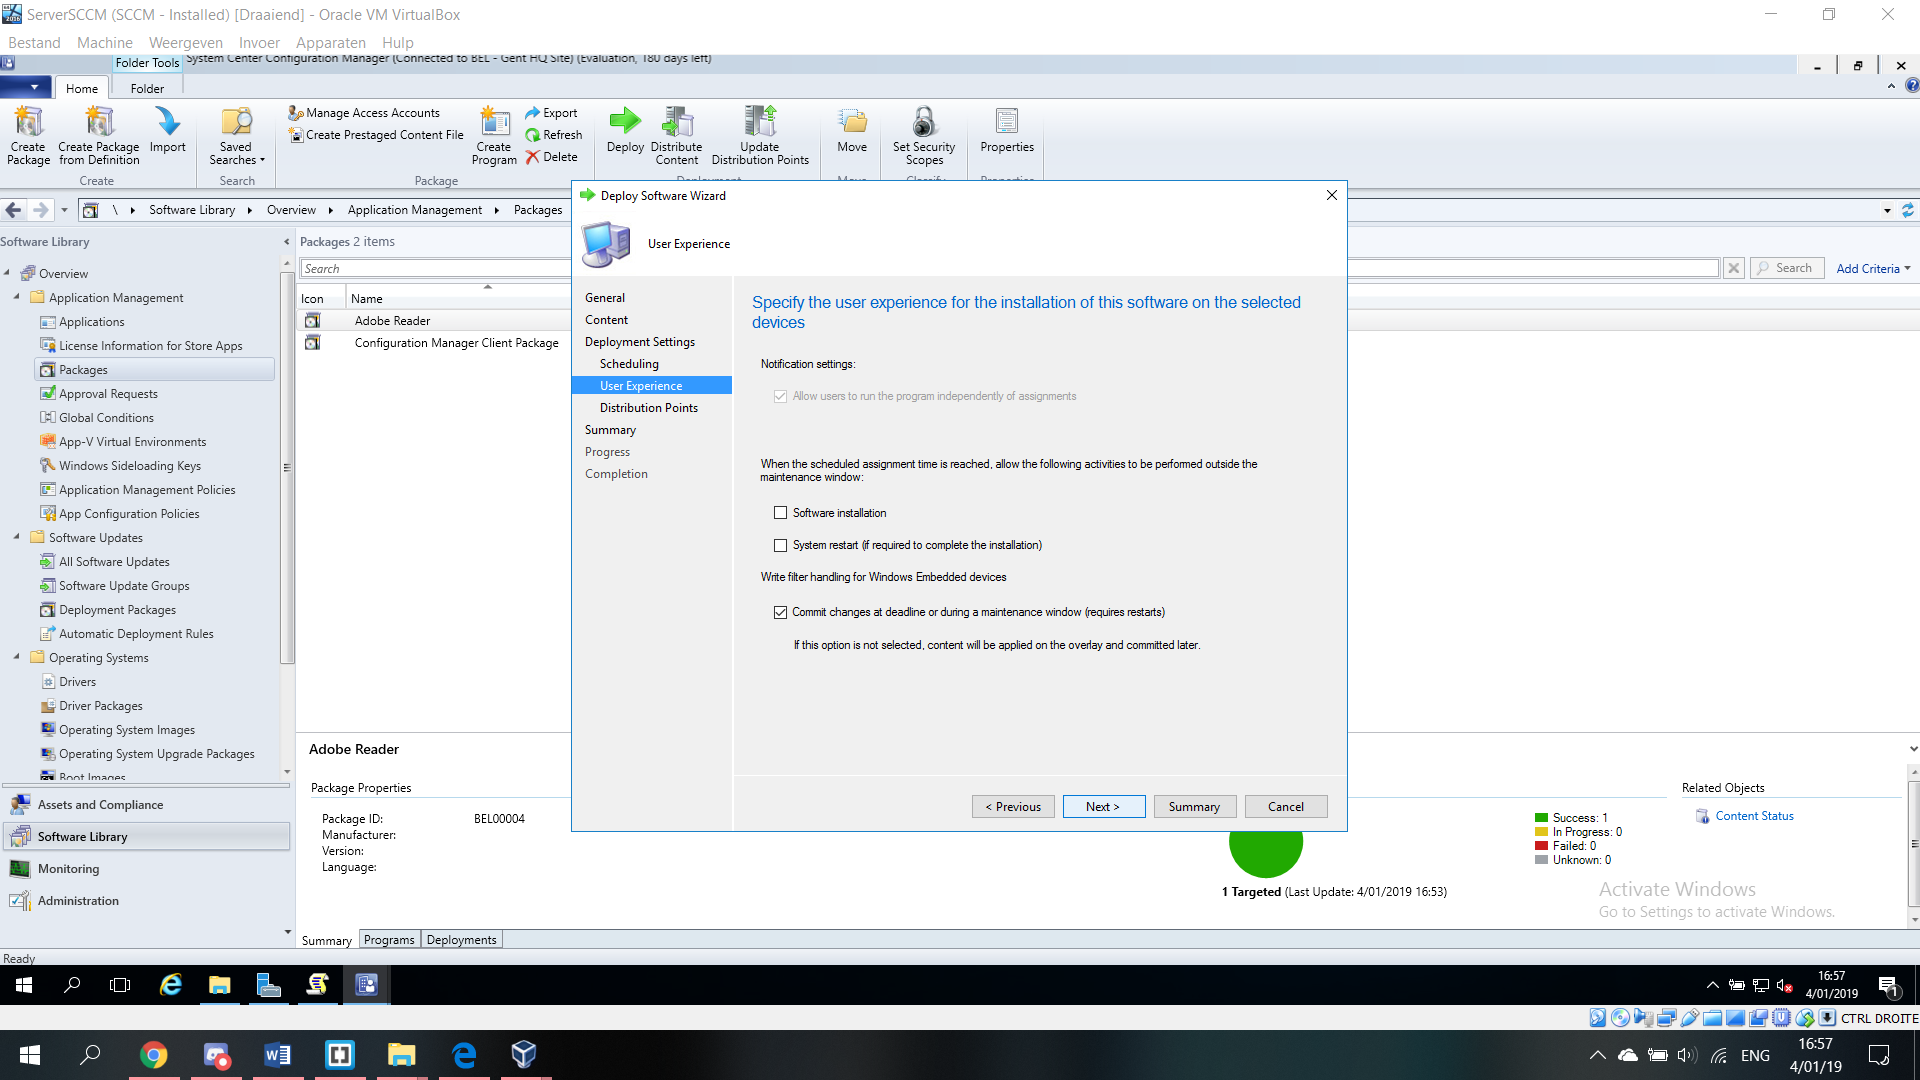 ServerSCCM (SCCM - Installed) [Draaiend] - Oracle VM VirtualBox
Bestand Machine Weergeven Invoer Apparaten Hulp
Folder Tools System Center Configuration Manager (Connected to BEL - Gent HQ Site) (Evaluation, 180 days left)
Home Folder
Create Package
Create Package from Definition
Import
Create
Saved Searches
Search
Manage Access Accounts
Create Prestaged Content File
Create Program
Export
Refresh
Delete
Package
Deploy
Distribute Content
Update Distribution Points
Deployment
Move
Move
Set Security Scopes
Classify
Properties
Properties
\ Software Library Overview Application Management Packages
Software Library
Overview
Application Management
Applications
License Information for Store Apps
Packages
Approval Requests
Global Conditions
App-V Virtual Environments
Windows Sideloading Keys
Application Management Policies
App Configuration Policies
Software Updates
All Software Updates
Software Update Groups
Deployment Packages
Automatic Deployment Rules
Operating Systems
Drivers
Driver Packages
Operating System Images
Operating System Upgrade Packages
Boot Images
Assets and Compliance
Software Library
Monitoring
Administration
Packages 2 items
Search
Search
Add Criteria
Icon Name
Adobe Reader
Configuration Manager Client Package
Deploy Software Wizard
User Experience
General
Content
Deployment Settings
Scheduling
User Experience
Distribution Points
Summary
Progress
Completion
Specify the user experience for the installation of this software on the selected
devices
Notification settings:
Allow users to run the program independently of assignments
When the scheduled assignment time is reached, allow the following activities to be performed outside the
maintenance window:
Software installation
System restart (if required to complete the installation)
Write filter handling for Windows Embedded devices
Commit changes at deadline or during a maintenance window (requires restarts)
If this option is not selected, content will be applied on the overlay and committed later.
< Previous Next > Summary Cancel
Adobe Reader
Package Properties
Package ID: BEL00004
Manufacturer:
Version:
Language:
Success: 1
In Progress: 0
Failed: 0
Unknown: 0
1 Targeted (Last Update: 4/01/2019 16:53)
Related Objects
Content Status
Activate Windows
Go to Settings to activate Windows.
Summary Programs Deployments
Ready
16:57
4/01/2019
1
CTRL DROITE
ENG
16:57
4/01/19